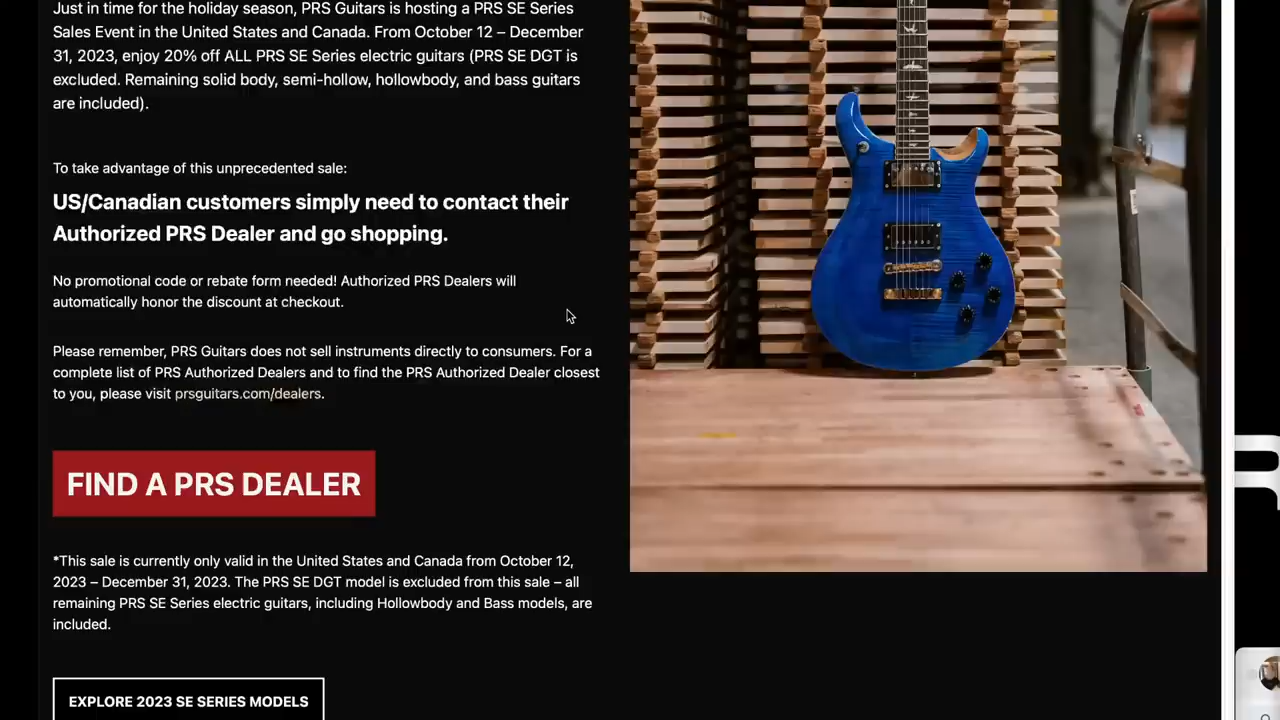 Just in time for the holiday season, PRS Guitars is hosting a PRS SE Series
Sales Event in the United States and Canada. From October 12 – December
31, 2023, enjoy 20% off ALL PRS SE Series electric guitars (PRS SE DGT is
excluded. Remaining solid body, semi-hollow, hollowbody, and bass guitars
are included).
To take advantage of this unprecedented sale:
US/Canadian customers simply need to contact their
Authorized PRS Dealer and go shopping.
No promotional code or rebate form needed! Authorized PRS Dealers will
automatically honor the discount at checkout.
Please remember, PRS Guitars does not sell instruments directly to consumers. For a
complete list of PRS Authorized Dealers and to find the PRS Authorized Dealer closest
to you, please visit prsguitars.com/dealers.
FIND A PRS DEALER
*This sale is currently only valid in the United States and Canada from October 12,
2023 – December 31, 2023. The PRS SE DGT model is excluded from this sale – all
remaining PRS SE Series electric guitars, including Hollowbody and Bass models, are
included.
EXPLORE 2023 SE SERIES MODELS